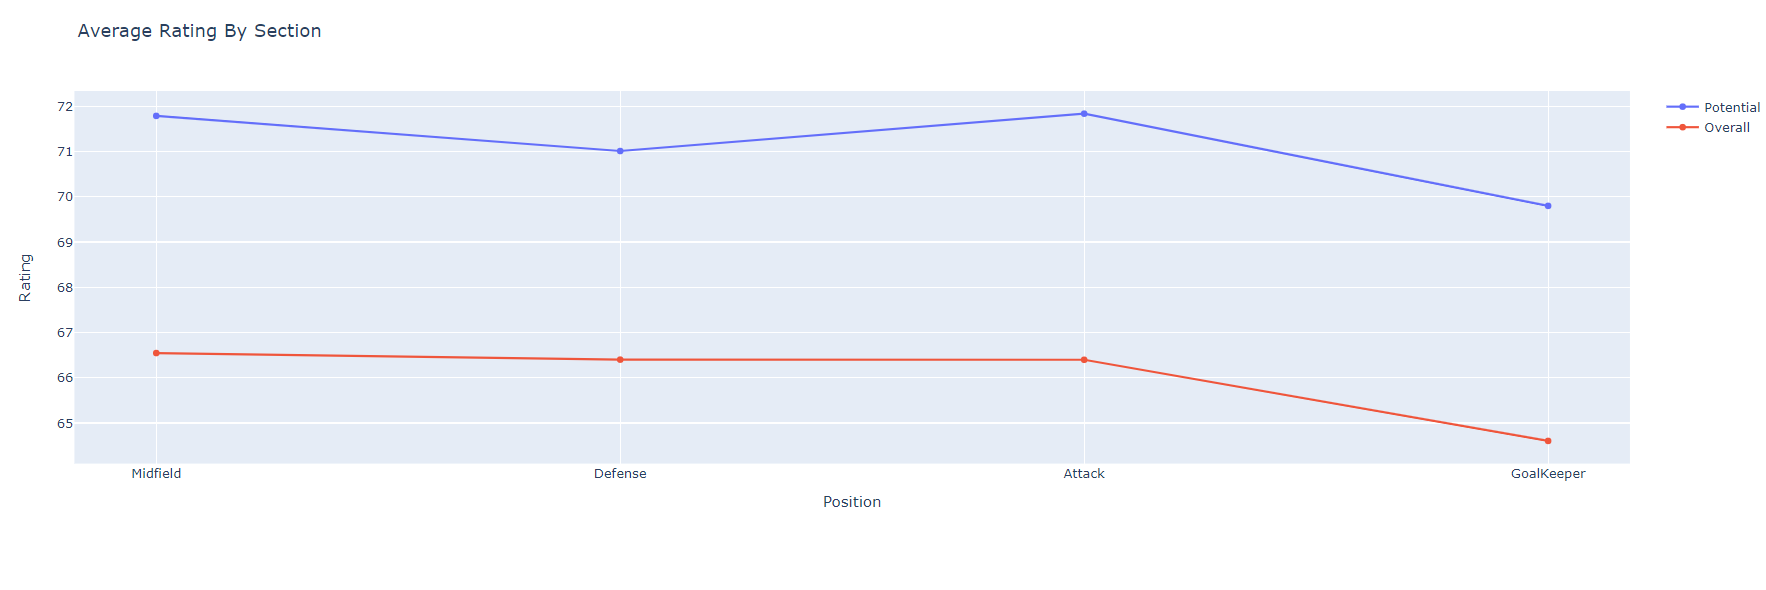 Average Rating By Section
Potential
Overall
72
71
70
69
68
67
66
65
Rating
Midfield
Defense
Attack
GoalKeeper
Position